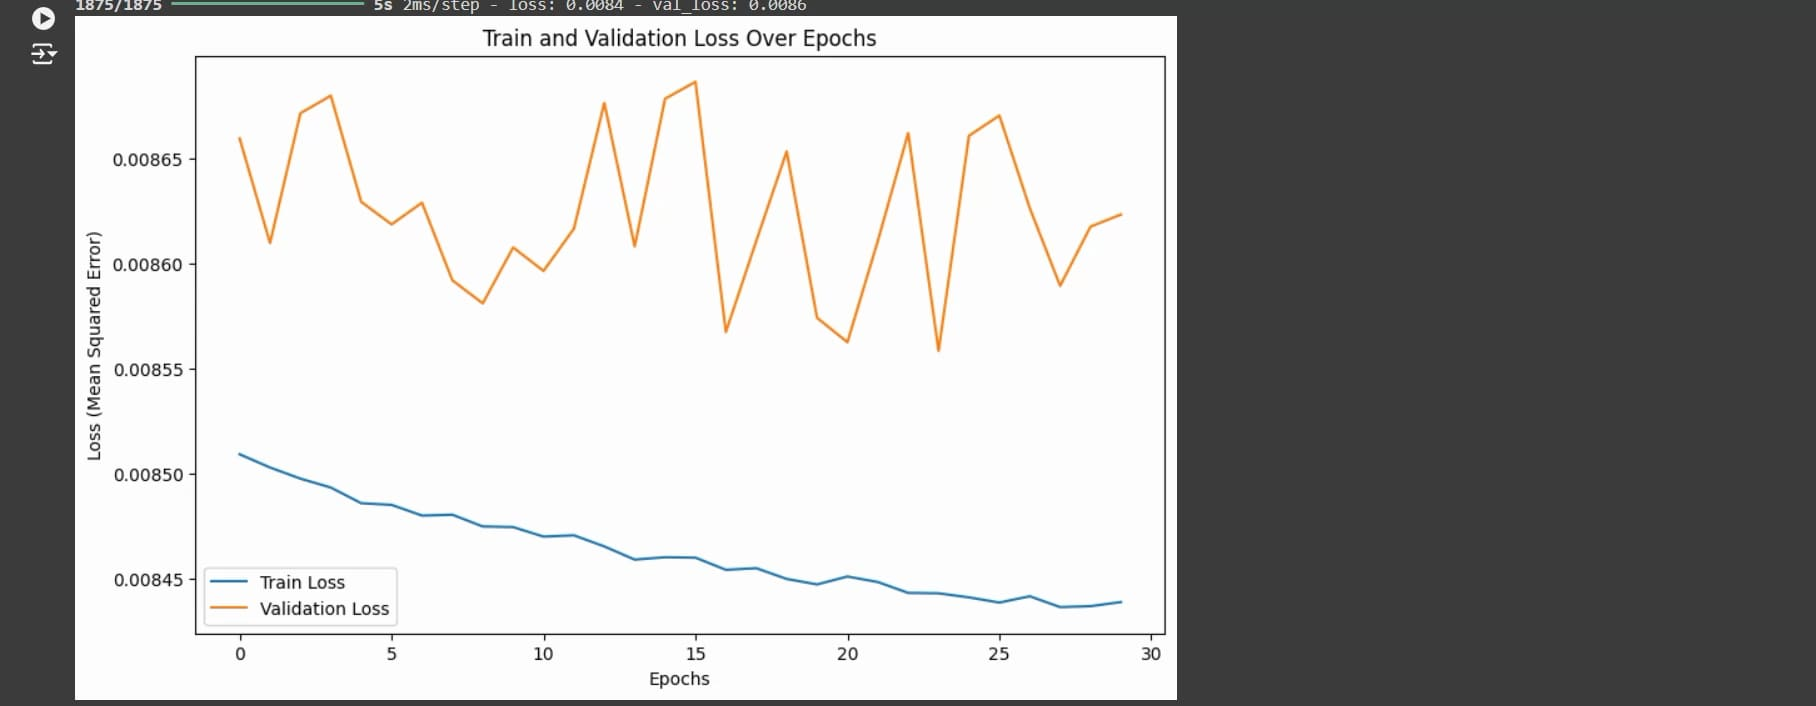 1875/1875 5s 2ms/step - loss: 0.0084 - val_loss: 0.0086
Train and Validation Loss Over Epochs
0.00865
0.00860
0.00855
0.00850
0.00845
Loss (Mean Squared Error)
Train Loss
Validation Loss
0 5 10 15 20 25 30
Epochs